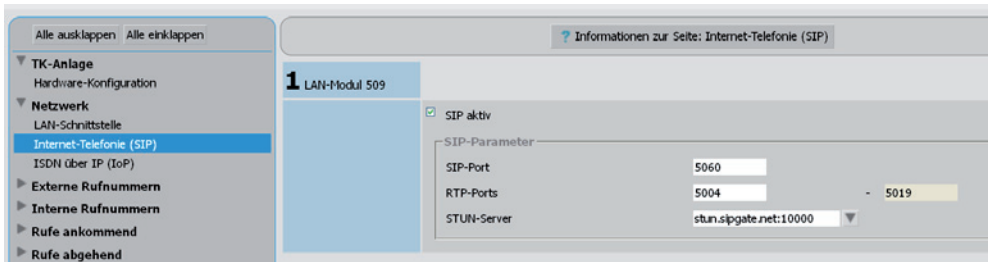 Alle ausklappen Alle einklappen
TK-Anlage
Hardware-Konfiguration
Netzwerk
LAN-Schnittstelle
Internet-Telefonie (SIP)
ISDN über IP (IoP)
Externe Rufnummern
Interne Rufnummern
Rufe ankommend
Rufe abgehend
? Informationen zur Seite: Internet-Telefonie (SIP)
1 LAN-Modul 509
SIP aktiv
SIP-Parameter
SIP-Port 5060
RTP-Ports 5004 - 5019
STUN-Server stun.sipgate.net:10000